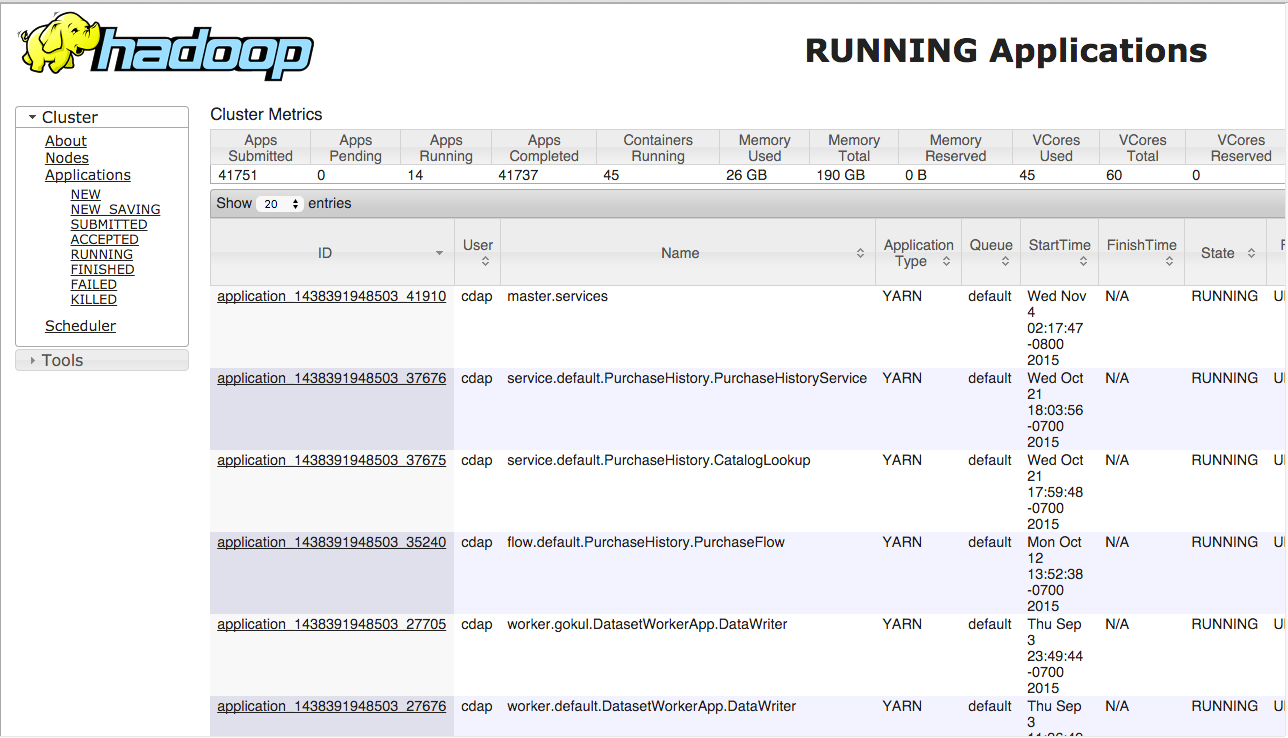 hadoop
RUNNING Applications
Cluster
About
Nodes
Applications
NEW
NEW_SAVING
SUBMITTED
ACCEPTED
RUNNING
FINISHED
FAILED
KILLED
Scheduler
Tools
Cluster Metrics
Apps Submitted Apps Pending Apps Running Apps Completed Containers Running Memory Used Memory Total Memory Reserved VCores Used VCores Total VCores Reserved
41751 0 14 41737 45 26 GB 190 GB 0 B 45 60 0
Show 20 entries
ID User Name Application Type Queue StartTime FinishTime State
application_1438391948503_41910 cdap master.services YARN default Wed Nov N/A RUNNING
4
02:17:47
-0800
2015
application_1438391948503_37676 cdap service.default.PurchaseHistory.PurchaseHistoryService YARN default Wed Oct N/A RUNNING
21
18:03:56
-0700
2015
application_1438391948503_37675 cdap service.default.PurchaseHistory.CatalogLookup YARN default Wed Oct N/A RUNNING
21
17:59:48
-0700
2015
application_1438391948503_35240 cdap flow.default.PurchaseHistory.PurchaseFlow YARN default Mon Oct N/A RUNNING
12
13:52:38
-0700
2015
application_1438391948503_27705 cdap worker.gokul.DatasetWorkerApp.DataWriter YARN default Thu Sep N/A RUNNING
3
23:49:44
-0700
2015
application_1438391948503_27676 cdap worker.default.DatasetWorkerApp.DataWriter YARN default Thu Sep N/A RUNNING
3